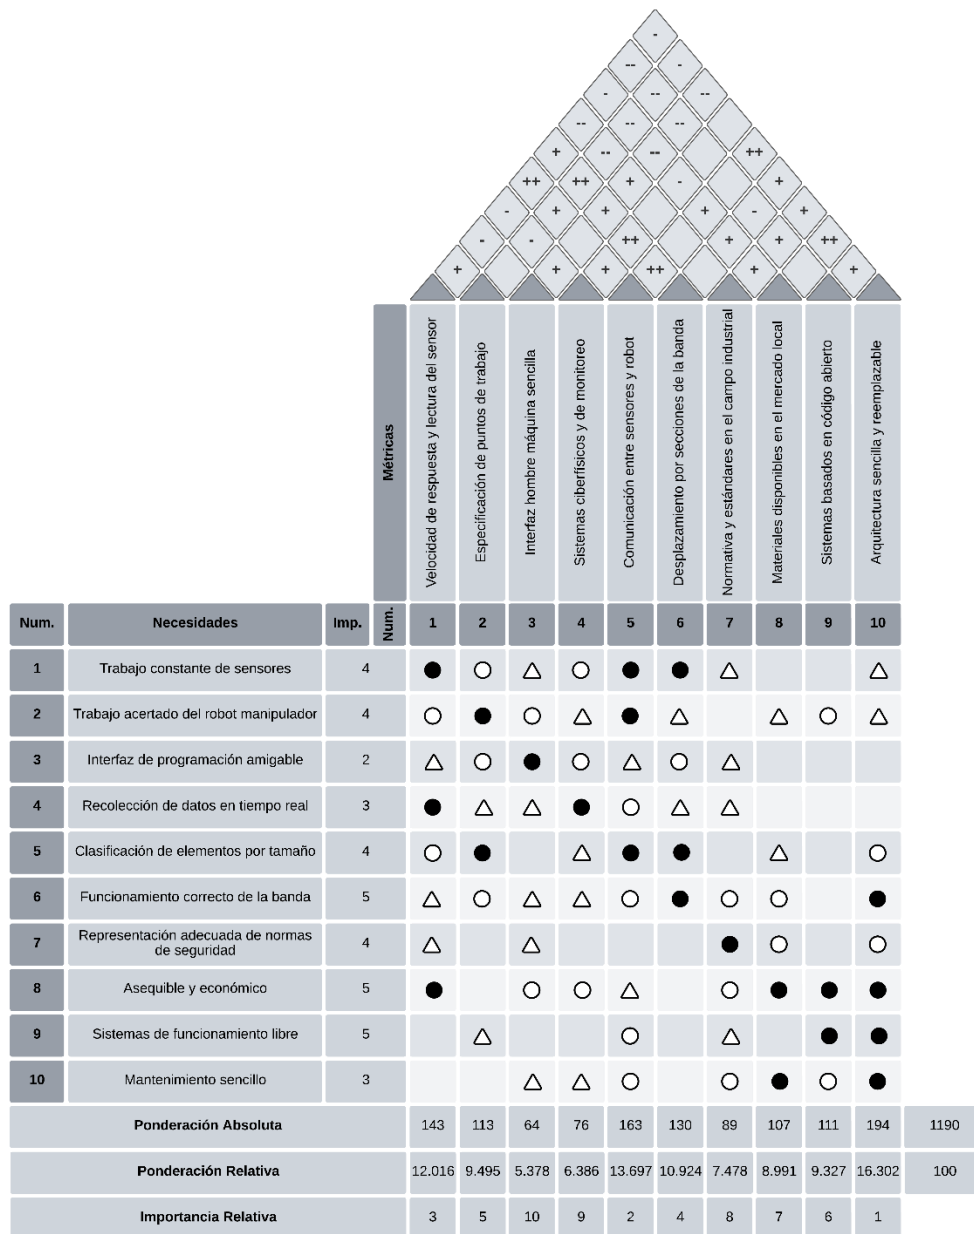 -
-- -
- -- --
-- -- --
+ -- -- ++
++ ++ + - +
- + + + - +
- - ++ + + ++
+ + + ++ + +
Métricas
Velocidad de respuesta y lectura del sensor
Especificación de puntos de trabajo
Interfaz hombre máquina sencilla
Sistemas ciberfísicos y de monitoreo
Comunicación entre sensores y robot
Desplazamiento por secciones de la banda
Normativa y estándares en el campo industrial
Materiales disponibles en el mercado local
Sistemas basados en código abierto
Arquitectura sencilla y reemplazable
Num. Necesidades Imp. Num. 1 2 3 4 5 6 7 8 9 10
1 Trabajo constante de sensores 4
2 Trabajo acertado del robot manipulador 4
3 Interfaz de programación amigable 2
4 Recolección de datos en tiempo real 3
5 Clasificación de elementos por tamaño 4
6 Funcionamiento correcto de la banda 5
7 Representación adecuada de normas
de seguridad 4
8 Asequible y económico 5
9 Sistemas de funcionamiento libre 5
10 Mantenimiento sencillo 3
Ponderación Absoluta 143 113 64 76 163 130 89 107 111 194 1190
Ponderación Relativa 12.016 9.495 5.378 6.386 13.697 10.924 7.478 8.991 9.327 16.302 100
Importancia Relativa 3 5 10 9 2 4 8 7 6 1